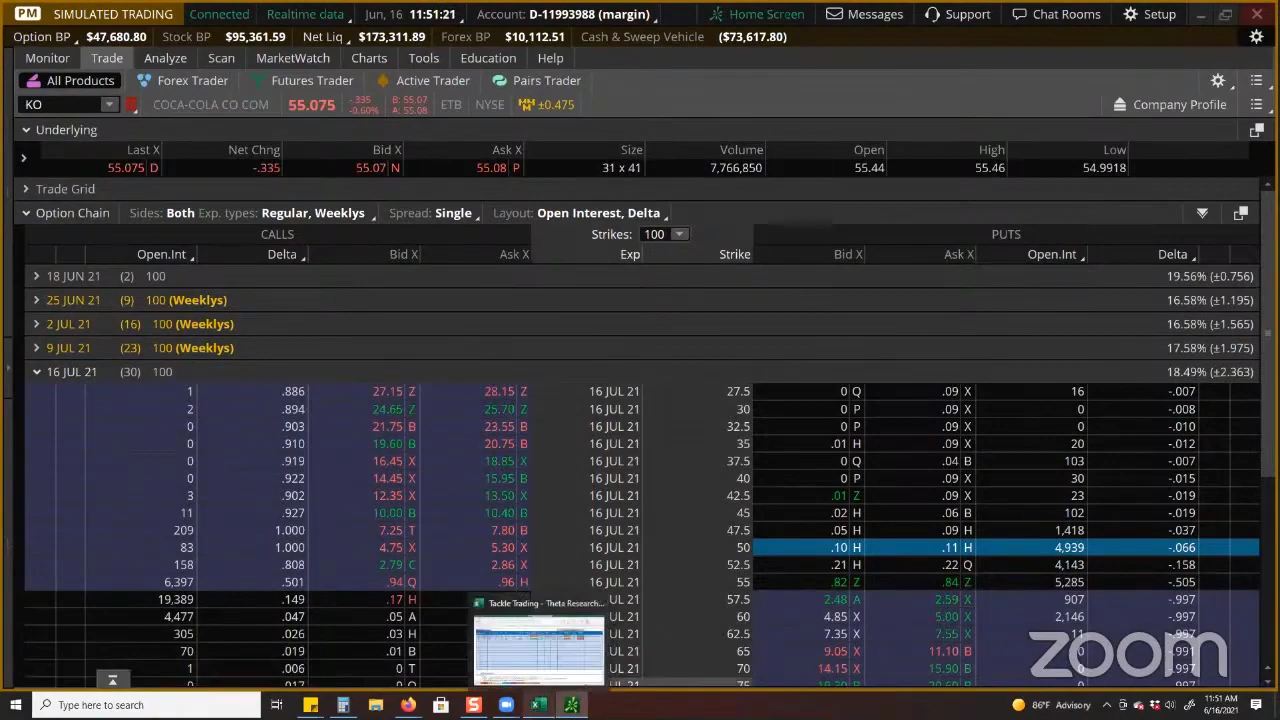 PM SIMULATED TRADING Connected Realtime data Jun, 16 11:51:21 Account: D-11993988 (margin) Home Screen Messages Support Chat Rooms Setup
Option BP $47,680.80 Stock BP $95,361.59 Net Liq $173,311.89 Forex BP $10,112.51 Cash & Sweep Vehicle ($73,617.80)
Monitor Trade Analyze Scan MarketWatch Charts Tools Education Help
All Products Forex Trader Futures Trader Active Trader Pairs Trader
KO COCA-COLA CO COM 55.075 -.335 -0.60% B: 55.07 A: 55.08 ETB NYSE ±0.475 Company Profile
Underlying
Last X Net Chng Bid X Ask X Size Volume Open High Low
55.075 D -.335 55.07 N 55.08 P 31 x 41 7,766,850 55.44 55.46 54.9918
Trade Grid
Option Chain Sides: Both Exp. types: Regular, Weeklys Spread: Single Layout: Open Interest, Delta
CALLS Strikes: 100 PUTS
Open.Int Delta Bid X Ask X Exp Strike Bid X Ask X Open.Int Delta
18 JUN 21 (2) 100 19.56% (±0.756)
25 JUN 21 (9) 100 (Weeklys) 16.58% (±1.195)
2 JUL 21 (16) 100 (Weeklys) 16.58% (±1.565)
9 JUL 21 (23) 100 (Weeklys) 17.58% (±1.975)
16 JUL 21 (30) 100 18.49% (±2.363)
1 .886 27.15 Z 28.15 Z 16 JUL 21 27.5 0 Q .09 X 16 -.007
2 .894 24.65 Z 25.70 Z 16 JUL 21 30 0 P .09 X 0 -.008
0 .903 21.75 B 23.55 B 16 JUL 21 32.5 0 P .09 X 0 -.010
0 .910 19.60 B 20.75 B 16 JUL 21 35 .01 H .09 X 20 -.012
0 .919 16.45 X 18.85 X 16 JUL 21 37.5 0 Q .04 B 103 -.007
0 .922 14.45 X 15.95 B 16 JUL 21 40 0 P .09 X 30 -.015
3 .902 12.35 X 13.50 X 16 JUL 21 42.5 .01 Z .09 X 23 -.019
11 .927 10.00 B 10.40 B 16 JUL 21 45 .02 H .06 B 102 -.019
209 1.000 7.25 T 7.80 B 16 JUL 21 47.5 .05 H .09 H 1,418 -.037
83 1.000 4.75 X 5.30 X 16 JUL 21 50 .10 H .11 H 4,939 -.066
158 .808 2.79 C 2.86 X 16 JUL 21 52.5 .21 H .22 Q 4,143 -.158
6,397 .501 .94 Q .96 H 16 JUL 21 55 .82 Z .84 Z 5,285 -.505
19,389 .149 .17 H Tackle Trading - Theta Research... JUL 21 57.5 2.48 A 2.59 X 907 -.997
4,477 .047 .05 A JUL 21 60 4.85 X 5.00 X 2,146 -.997
305 .026 .03 H JUL 21 62.5 7.35 X
70 .019 .01 B JUL 21 65 9.05 X 11.10 B
1 .006 0 T JUL 21 70 14.15 X 15.90 B
zoom
Type here to search 86°F Advisory 11:51 AM
6/16/2021